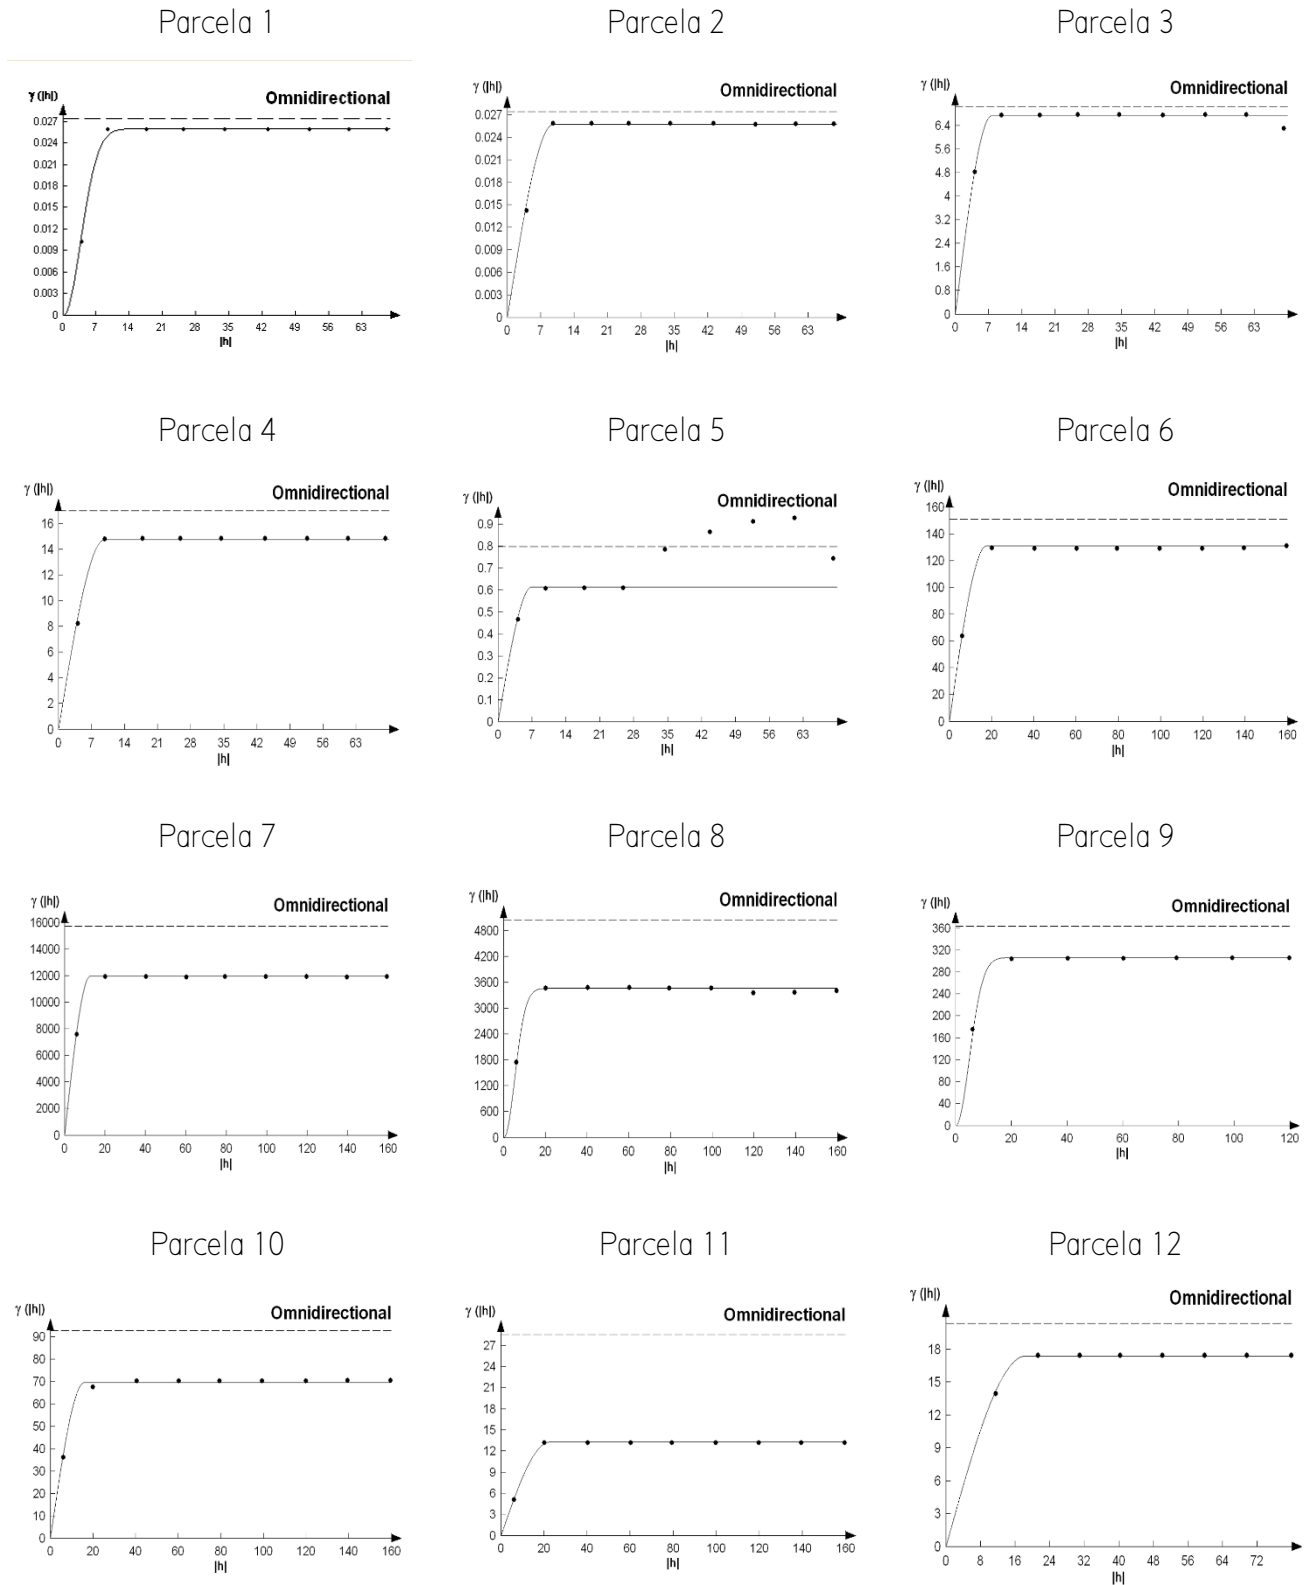 Parcela 1
γ (|h|)
Omnidirectional
0.027
0.024
0.021
0.018
0.015
0.012
0.009
0.006
0.003
0
0 7 14 21 28 35 42 49 56 63
|h|
Parcela 2
γ (|h|)
Omnidirectional
0.027
0.024
0.021
0.018
0.015
0.012
0.009
0.006
0.003
0
0 7 14 21 28 35 42 49 56 63
|h|
Parcela 3
γ (|h|)
Omnidirectional
6.4
5.6
4.8
4
3.2
2.4
1.6
0.8
0
0 7 14 21 28 35 42 49 56 63
|h|
Parcela 4
γ (|h|)
Omnidirectional
16
14
12
10
8
6
4
2
0
0 7 14 21 28 35 42 49 56 63
|h|
Parcela 5
γ (|h|)
Omnidirectional
0.9
0.8
0.7
0.6
0.5
0.4
0.3
0.2
0.1
0
0 7 14 21 28 35 42 49 56 63
|h|
Parcela 6
γ (|h|)
Omnidirectional
160
140
120
100
80
60
40
20
0
0 20 40 60 80 100 120 140 160
|h|
Parcela 7
γ (|h|)
Omnidirectional
16000
14000
12000
10000
8000
6000
4000
2000
0
0 20 40 60 80 100 120 140 160
|h|
Parcela 8
γ (|h|)
Omnidirectional
4800
4200
3600
3000
2400
1800
1200
600
0
0 20 40 60 80 100 120 140 160
|h|
Parcela 9
γ (|h|)
Omnidirectional
360
320
280
240
200
160
120
80
40
0
0 20 40 60 80 100 120
|h|
Parcela 10
γ (|h|)
Omnidirectional
90
80
70
60
50
40
30
20
10
0
0 20 40 60 80 100 120 140 160
|h|
Parcela 11
γ (|h|)
Omnidirectional
27
24
21
18
15
12
9
6
3
0
0 20 40 60 80 100 120 140 160
|h|
Parcela 12
γ (|h|)
Omnidirectional
18
15
12
9
6
3
0
0 8 16 24 32 40 48 56 64 72
|h|